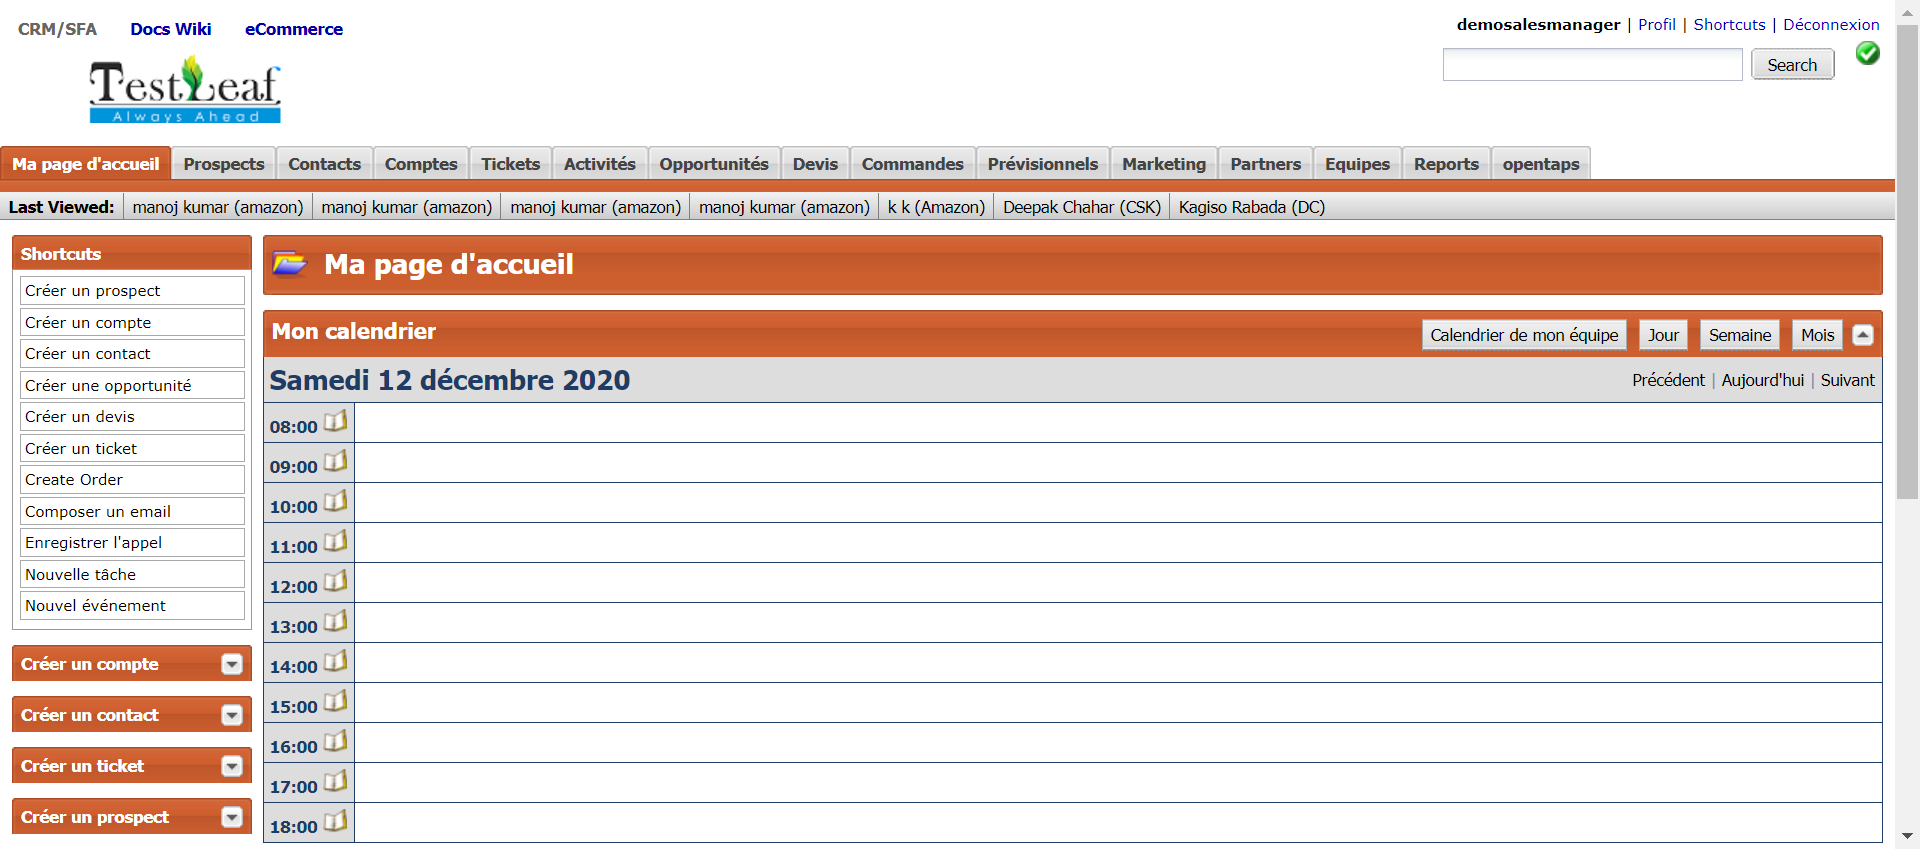 CRM/SFA Docs Wiki eCommerce
demosalesmanager | Profil | Shortcuts | Déconnexion
Search
TestLeaf
Always Ahead
Ma page d'accueil Prospects Contacts Comptes Tickets Activités Opportunités Devis Commandes Prévisionnels Marketing Partners Equipes Reports opentaps
Last Viewed: manoj kumar (amazon) manoj kumar (amazon) manoj kumar (amazon) manoj kumar (amazon) k k (Amazon) Deepak Chahar (CSK) Kagiso Rabada (DC)
Shortcuts
Créer un prospect
Créer un compte
Créer un contact
Créer une opportunité
Créer un devis
Créer un ticket
Create Order
Composer un email
Enregistrer l'appel
Nouvelle tâche
Nouvel événement
Créer un compte
Créer un contact
Créer un ticket
Créer un prospect
Ma page d'accueil
Mon calendrier
Calendrier de mon équipe Jour Semaine Mois
Samedi 12 décembre 2020
Précédent | Aujourd'hui | Suivant
08:00
09:00
10:00
11:00
12:00
13:00
14:00
15:00
16:00
17:00
18:00